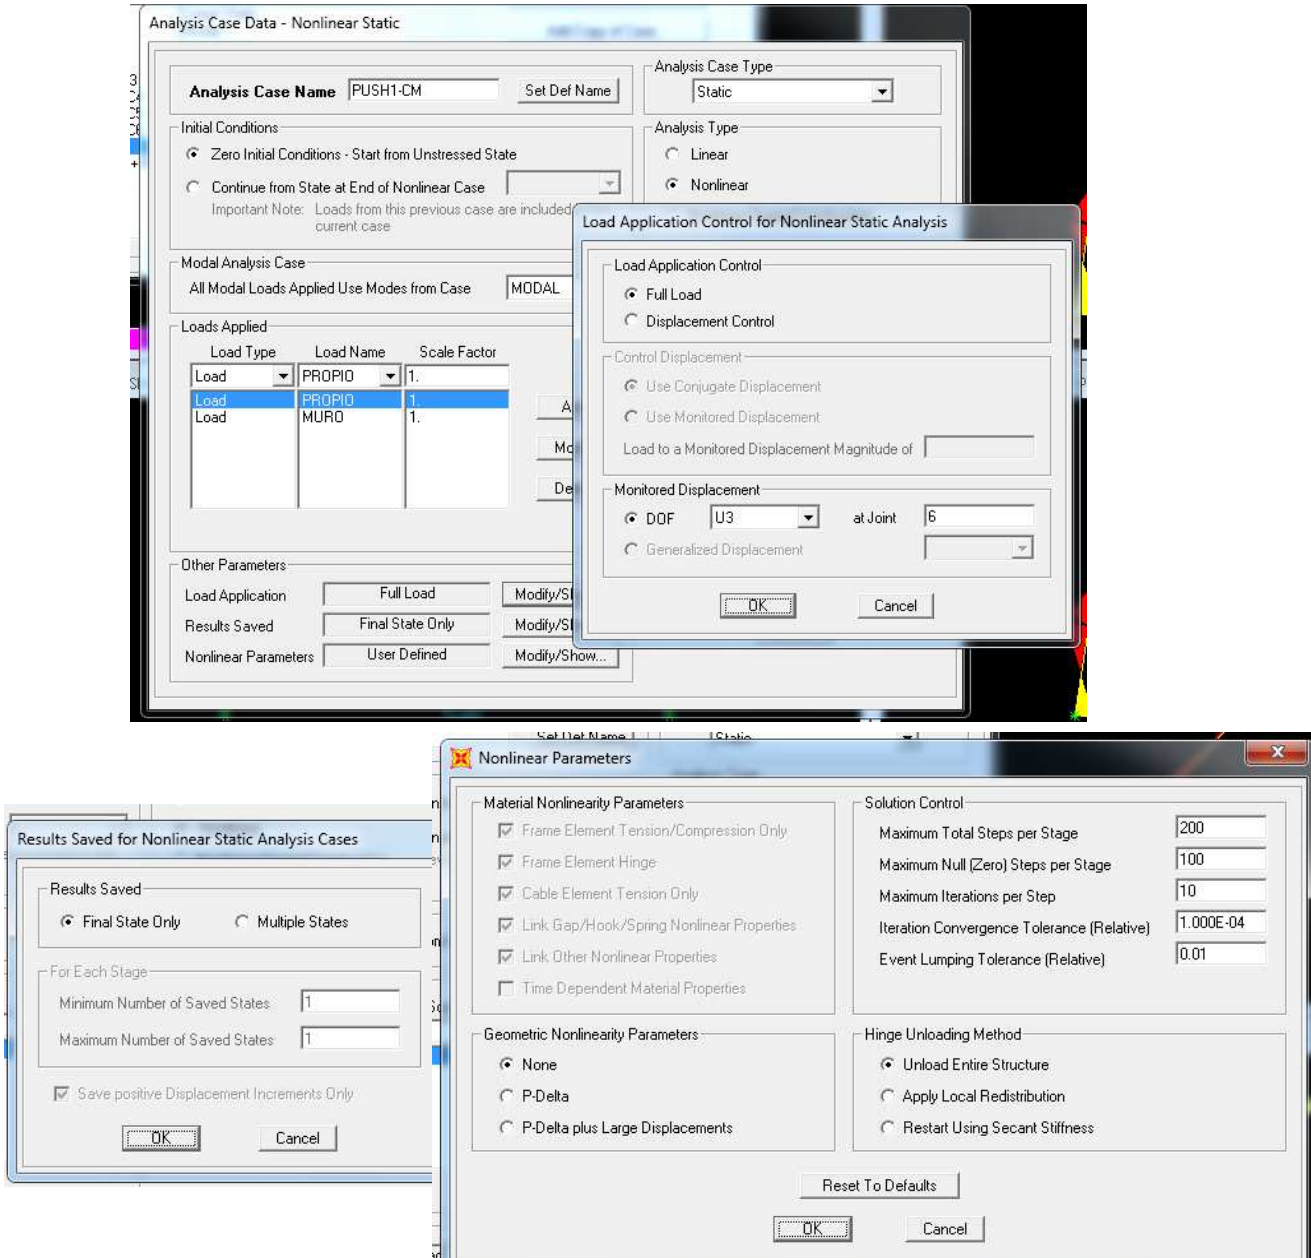 Analysis Case Data - Nonlinear Static
Analysis Case Name PUSH1-CM Set Def Name
Analysis Case Type
Static
Initial Conditions
Zero Initial Conditions - Start from Unstressed State
Continue from State at End of Nonlinear Case
Important Note: Loads from this previous case are included
current case
Analysis Type
Linear
Nonlinear
Modal Analysis Case
All Modal Loads Applied Use Modes from Case MODAL
Loads Applied
Load Type Load Name Scale Factor
Load PROPIO 1.
Load PROPIO 1.
Load MURO 1.
A
Mo
De
Other Parameters
Load Application Full Load Modify/S
Results Saved Final State Only Modify/S
Nonlinear Parameters User Defined Modify/Show...
Load Application Control for Nonlinear Static Analysis
Load Application Control
Full Load
Displacement Control
Control Displacement
Use Conjugate Displacement
Use Monitored Displacement
Load to a Monitored Displacement Magnitude of
Monitored Displacement
DOF U3 at Joint 6
Generalized Displacement
OK Cancel
Results Saved for Nonlinear Static Analysis Cases
Results Saved
Final State Only Multiple States
For Each Stage
Minimum Number of Saved States 1
Maximum Number of Saved States 1
Save positive Displacement Increments Only
OK Cancel
Set Def Name Static
Nonlinear Parameters
Material Nonlinearity Parameters
Frame Element Tension/Compression Only
Frame Element Hinge
Cable Element Tension Only
Link Gap/Hook/Spring Nonlinear Properties
Link Other Nonlinear Properties
Time Dependent Material Properties
Solution Control
Maximum Total Steps per Stage 200
Maximum Null (Zero) Steps per Stage 100
Maximum Iterations per Step 10
Iteration Convergence Tolerance (Relative) 1.000E-04
Event Lumping Tolerance (Relative) 0.01
Geometric Nonlinearity Parameters
None
P-Delta
P-Delta plus Large Displacements
Hinge Unloading Method
Unload Entire Structure
Apply Local Redistribution
Restart Using Secant Stiffness
Reset To Defaults
OK Cancel